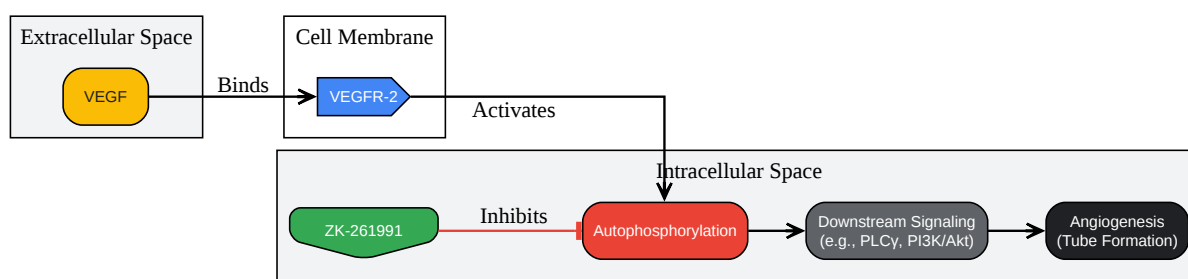 Extracellular Space
Cell Membrane
VEGF
Binds
VEGFR-2
Activates
Intracellular Space
ZK-261991
Inhibits
Autophosphorylation
Downstream Signaling
(e.g., PLCγ, PI3K/Akt)
Angiogenesis
(Tube Formation)